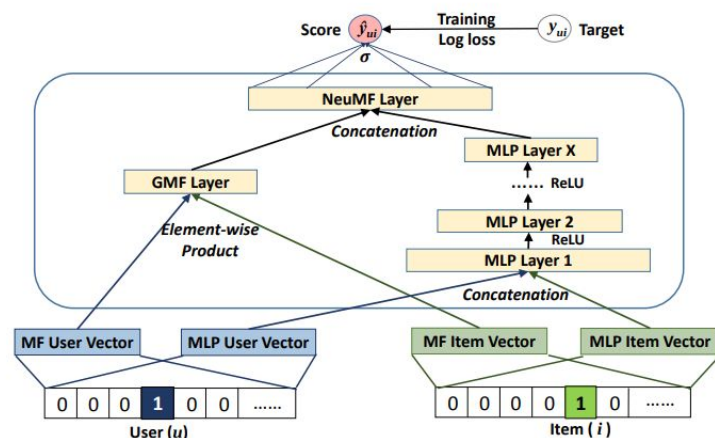 Score ŷui Training yui Target
Log loss
σ
NeuMF Layer
Concatenation
MLP Layer X
GMF Layer
...... ReLU
Element-wise
Product
MLP Layer 2
ReLU
MLP Layer 1
Concatenation
MF User Vector MLP User Vector MF Item Vector MLP Item Vector
0 0 0 1 0 0 ...... 0 0 0 0 1 0 ......
User (u) Item ( i )